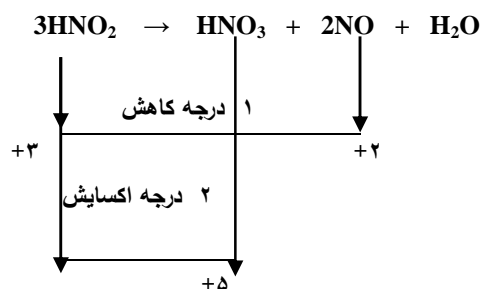 3HNO₂ → HNO₃ + 2NO + H₂O
۱ درجه کاهش
+۳
+۲
۲ درجه اکسایش
+۵